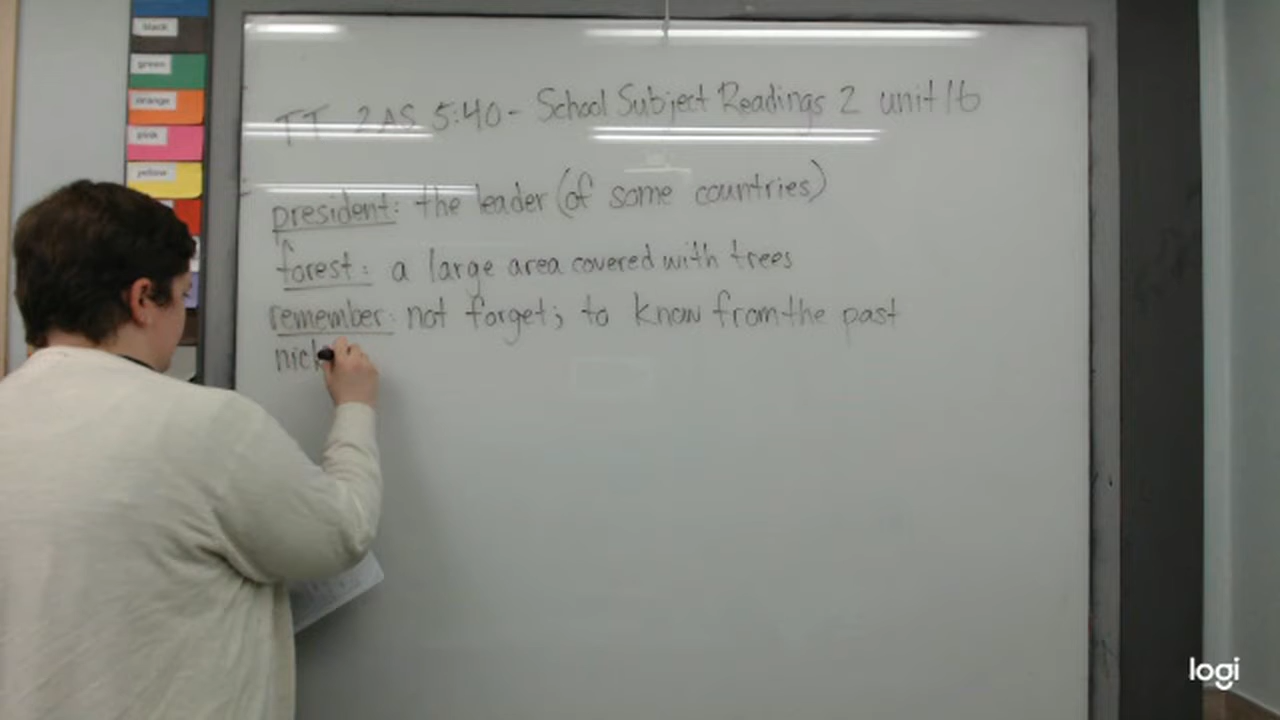 black
green
orange
pink
yellow
TT 2AS 5:40 - School Subject Readings 2 unit 16
president: the leader (of some countries)
forest: a large area covered with trees
remember: not forget; to know from the past
nick
logi